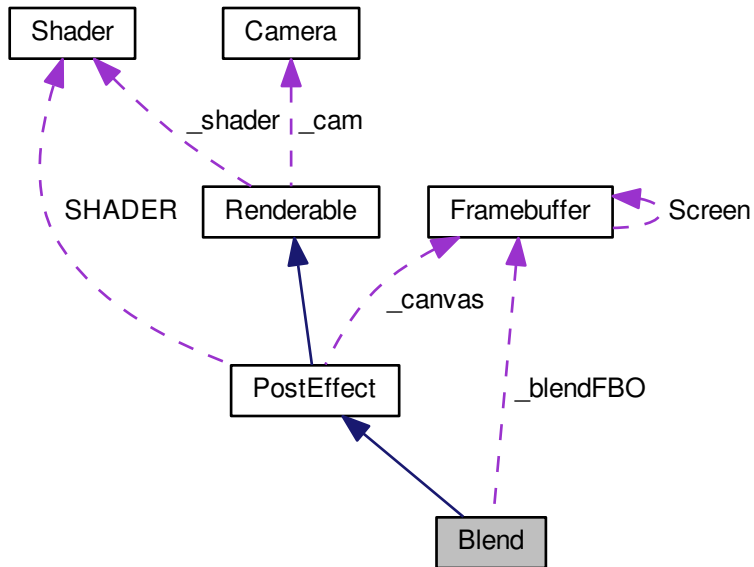 Shader
Camera
_shader
_cam
SHADER
Renderable
Framebuffer
Screen
_canvas
PostEffect
_blendFBO
Blend